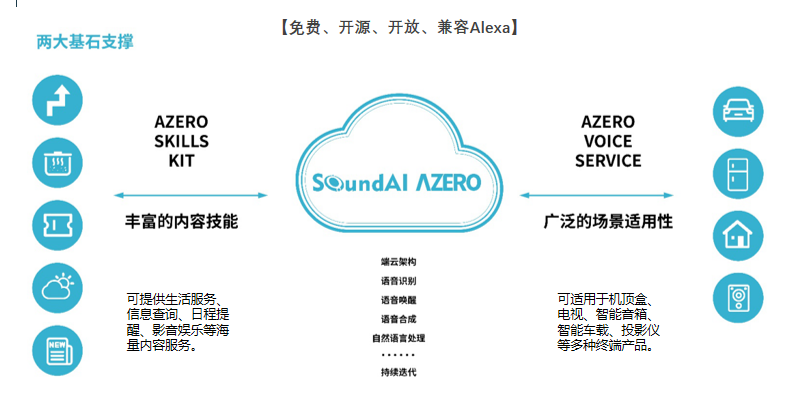 【免费、开源、开放、兼容Alexa】
两大基石支撑
AZERO
SKILLS
KIT
丰富的内容技能
可提供生活服务、
信息查询、日程提
醒、影音娱乐等海
量内容服务。
NEW
SoundAI AZERO
端云架构
语音识别
语音唤醒
语音合成
自然语言处理
······
持续迭代
AZERO
VOICE
SERVICE
广泛的场景适用性
可适用于机顶盒、
电视、智能音箱、
智能车载、投影仪
等多种终端产品。